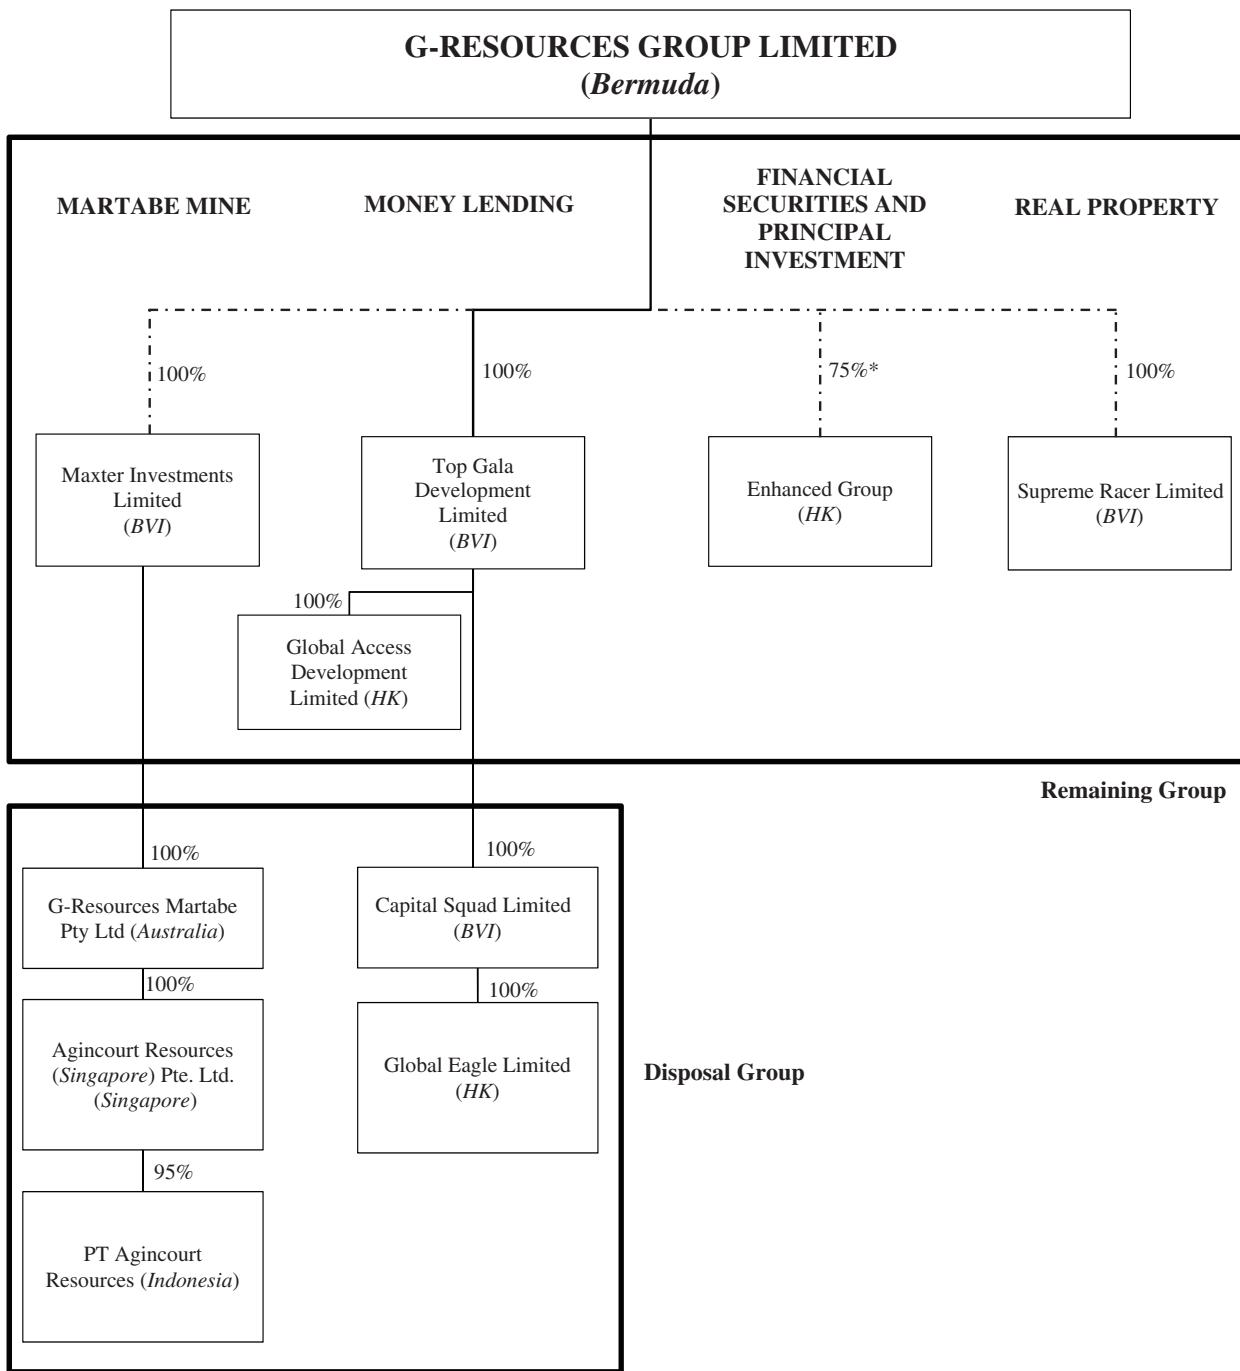 G-RESOURCES GROUP LIMITED
(Bermuda)
MARTABE MINE
MONEY LENDING
FINANCIAL
SECURITIES AND
PRINCIPAL
INVESTMENT
REAL PROPERTY
100%
100%
75%*
100%
Maxter Investments
Limited
(BVI)
Top Gala
Development
Limited
(BVI)
Enhanced Group
(HK)
Supreme Racer Limited
(BVI)
100%
Global Access
Development
Limited (HK)
Remaining Group
100%
100%
G-Resources Martabe
Pty Ltd (Australia)
Capital Squad Limited
(BVI)
100%
100%
Agincourt Resources
(Singapore) Pte. Ltd.
(Singapore)
Global Eagle Limited
(HK)
Disposal Group
95%
PT Agincourt
Resources (Indonesia)